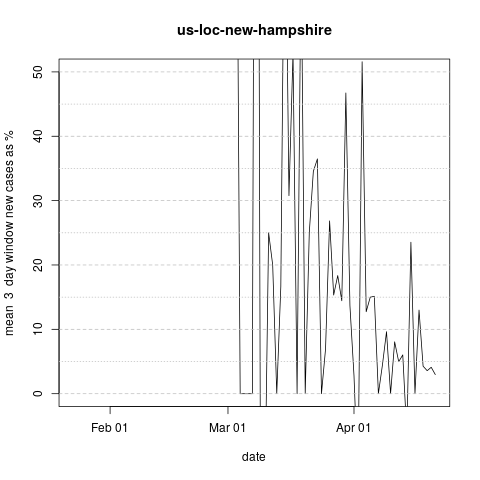 us-loc-new-hampshire
mean 3 day window new cases as %
50
40
30
20
10
0
Feb 01
Mar 01
Apr 01
date